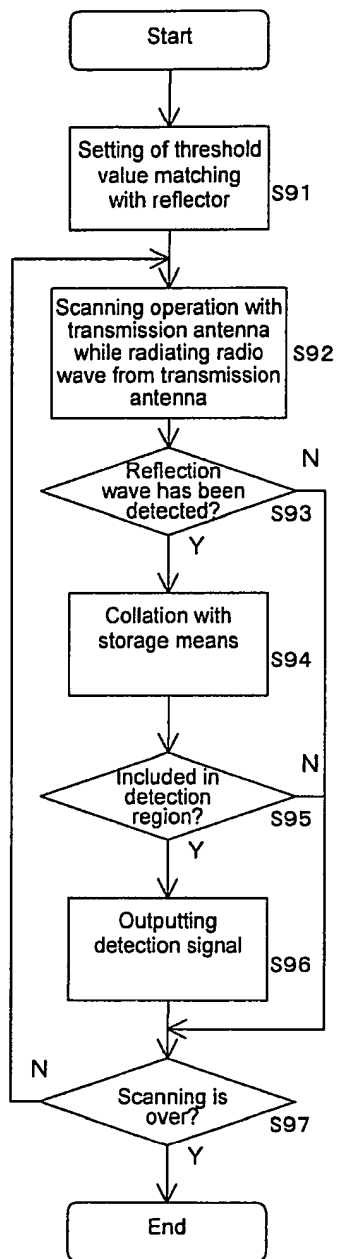 Start
Setting of threshold
value matching
with reflector
S91
Scanning operation with
transmission antenna
while radiating radio
wave from transmission
antenna
S92
Reflection
wave has been
detected?
N
S93
Y
Collation with
storage means
S94
Included in
detection
region?
N
S95
Y
Outputting
detection signal
S96
N
Scanning is
over?
S97
Y
End